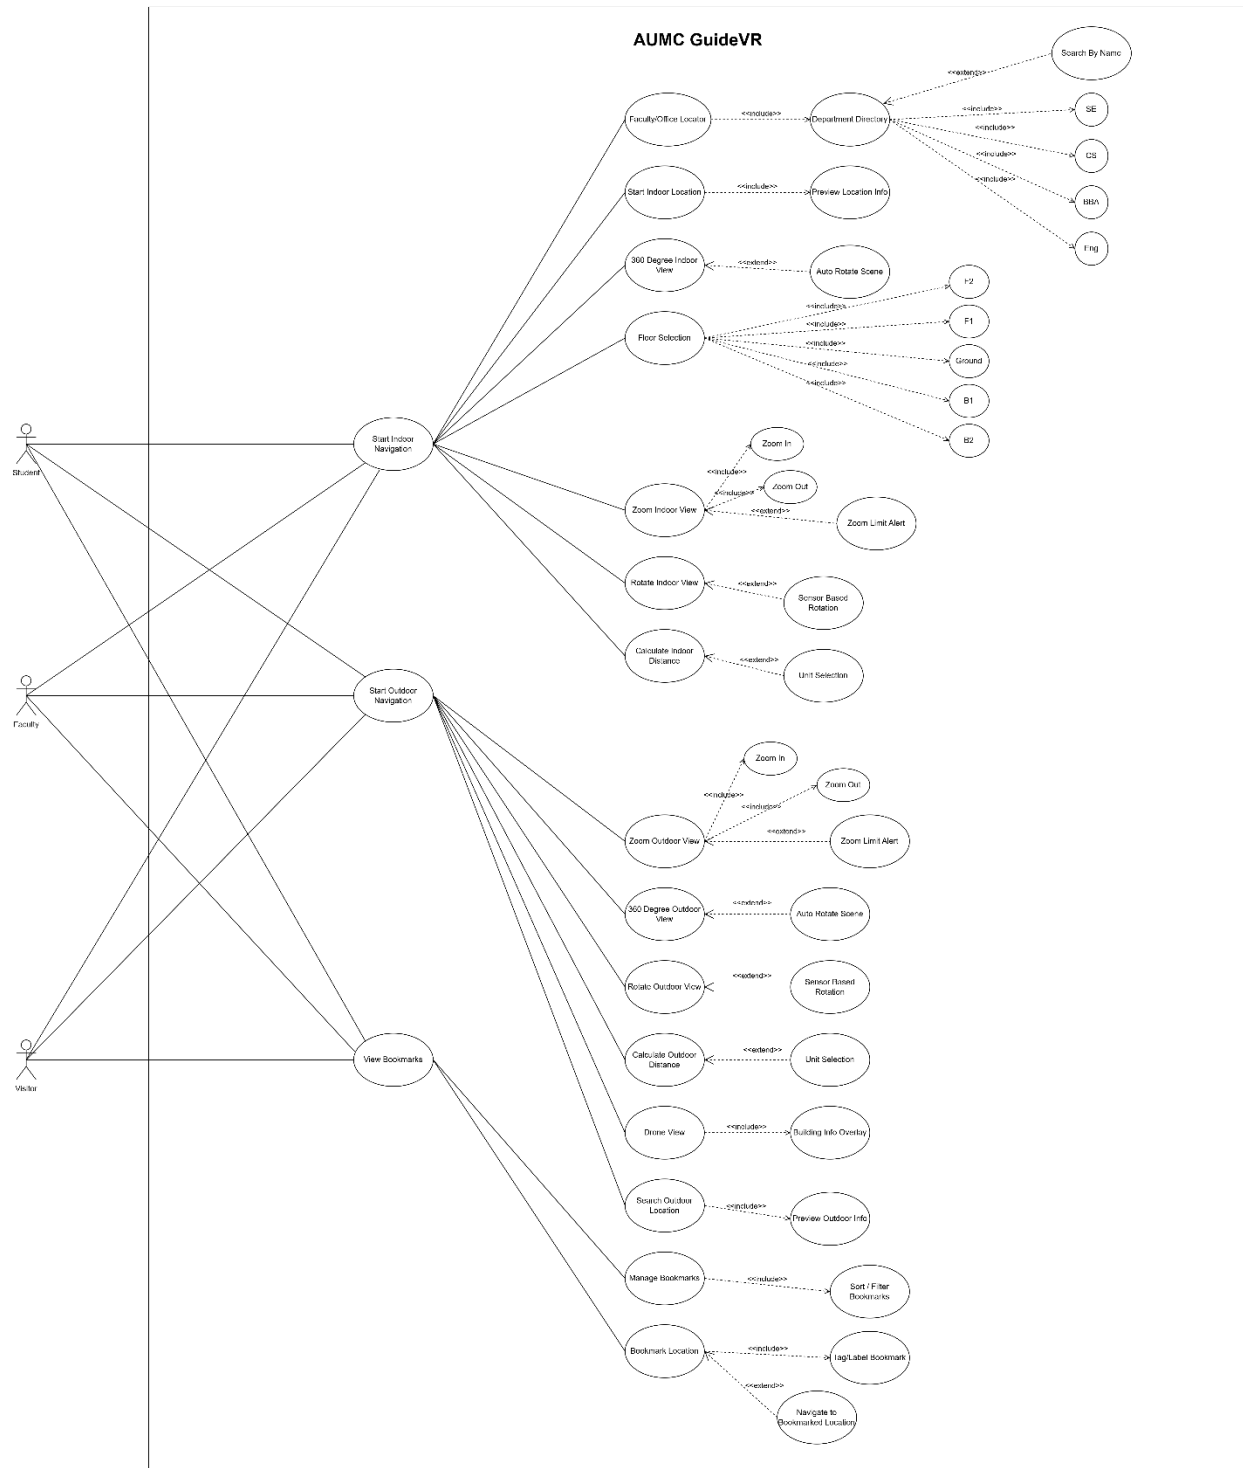 AUMC GuideVR
Search By Name
<<extend>>
Faculty/Office Locator
<<include>>
Department Directory
<<include>>
SE
<<include>>
CS
<<include>>
BBA
<<include>>
Eng
Start Indoor Location
<<include>>
Preview Location Info
360 Degree Indoor
View
<<extend>>
Auto Rotate Scene
Floor Selection
<<include>>
F2
<<include>>
F1
<<include>>
Ground
<<include>>
B1
<<include>>
B2
Student
Start Indoor
Navigation
Zoom Indoor View
<<include>>
Zoom In
<<include>>
Zoom Out
<<extend>>
Zoom Limit Alert
Rotate Indoor View
<<extend>>
Sensor Based
Rotation
Calculate Indoor
Distance
<<extend>>
Unit Selection
Faculty
Start Outdoor
Navigation
Zoom Outdoor View
<<include>>
Zoom In
<<include>>
Zoom Out
<<extend>>
Zoom Limit Alert
360 Degree Outdoor
View
<<extend>>
Auto Rotate Scene
Rotate Outdoor View
<<extend>>
Sensor Based
Rotation
Visitor
View Bookmarks
Calculate Outdoor
Distance
<<extend>>
Unit Selection
Drone View
<<include>>
Building Info Overlay
Search Outdoor
Location
<<include>>
Preview Outdoor Info
Manage Bookmarks
<<include>>
Sort / Filter
Bookmarks
Bookmark Location
<<include>>
Tag/Label Bookmark
<<extend>>
Navigate to
Bookmarked Location